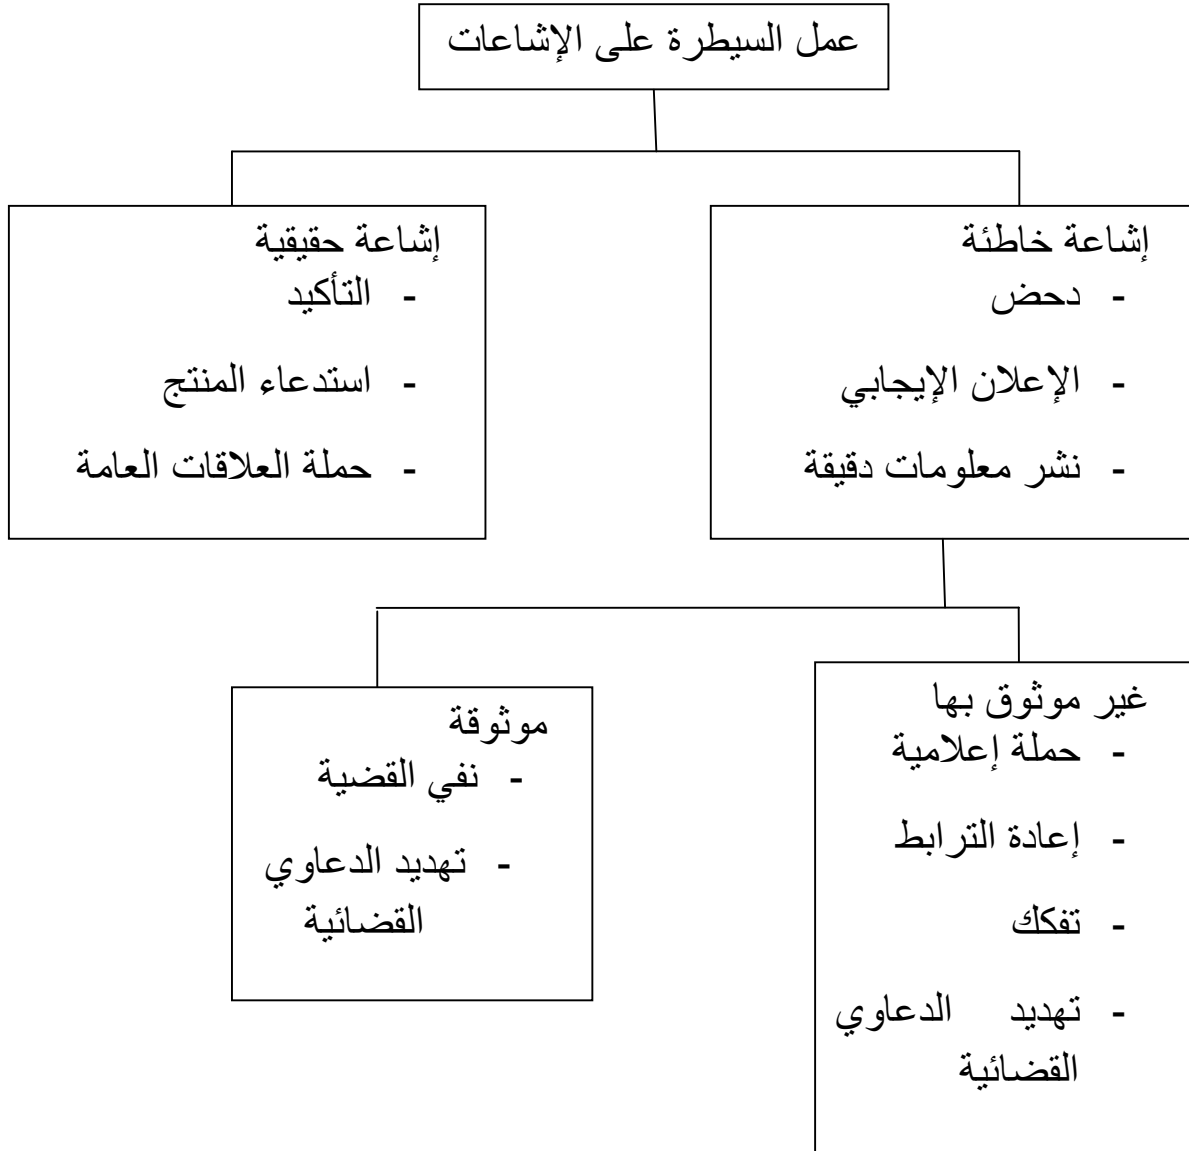 عمل السيطرة على الإشاعات
إشاعة خاطئة
- دحض
- الإعلان الإيجابي
- نشر معلومات دقيقة
إشاعة حقيقية
- التأكيد
- استدعاء المنتج
- حملة العلاقات العامة
غير موثوق بها
- حملة إعلامية
- إعادة الترابط
- تفكك
- تهديد الدعاوي
القضائية
موثوقة
- نفي القضية
- تهديد الدعاوي
القضائية